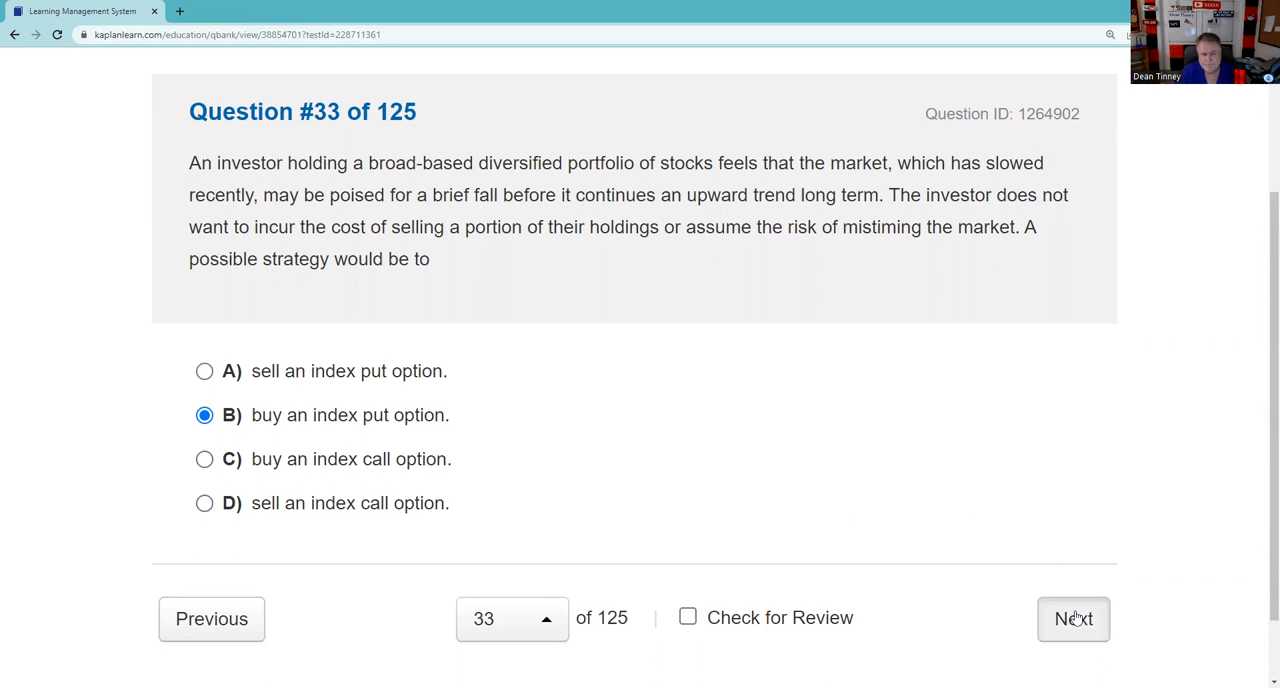 Learning Management System
kaplanlearn.com/education/qbank/view/38854701?testId=228711361
Dean Tinney
Question #33 of 125
Question ID: 1264902
An investor holding a broad-based diversified portfolio of stocks feels that the market, which has slowed
recently, may be poised for a brief fall before it continues an upward trend long term. The investor does not
want to incur the cost of selling a portion of their holdings or assume the risk of mistiming the market. A
possible strategy would be to
A) sell an index put option.
B) buy an index put option.
C) buy an index call option.
D) sell an index call option.
Previous
33 of 125
Check for Review
Next